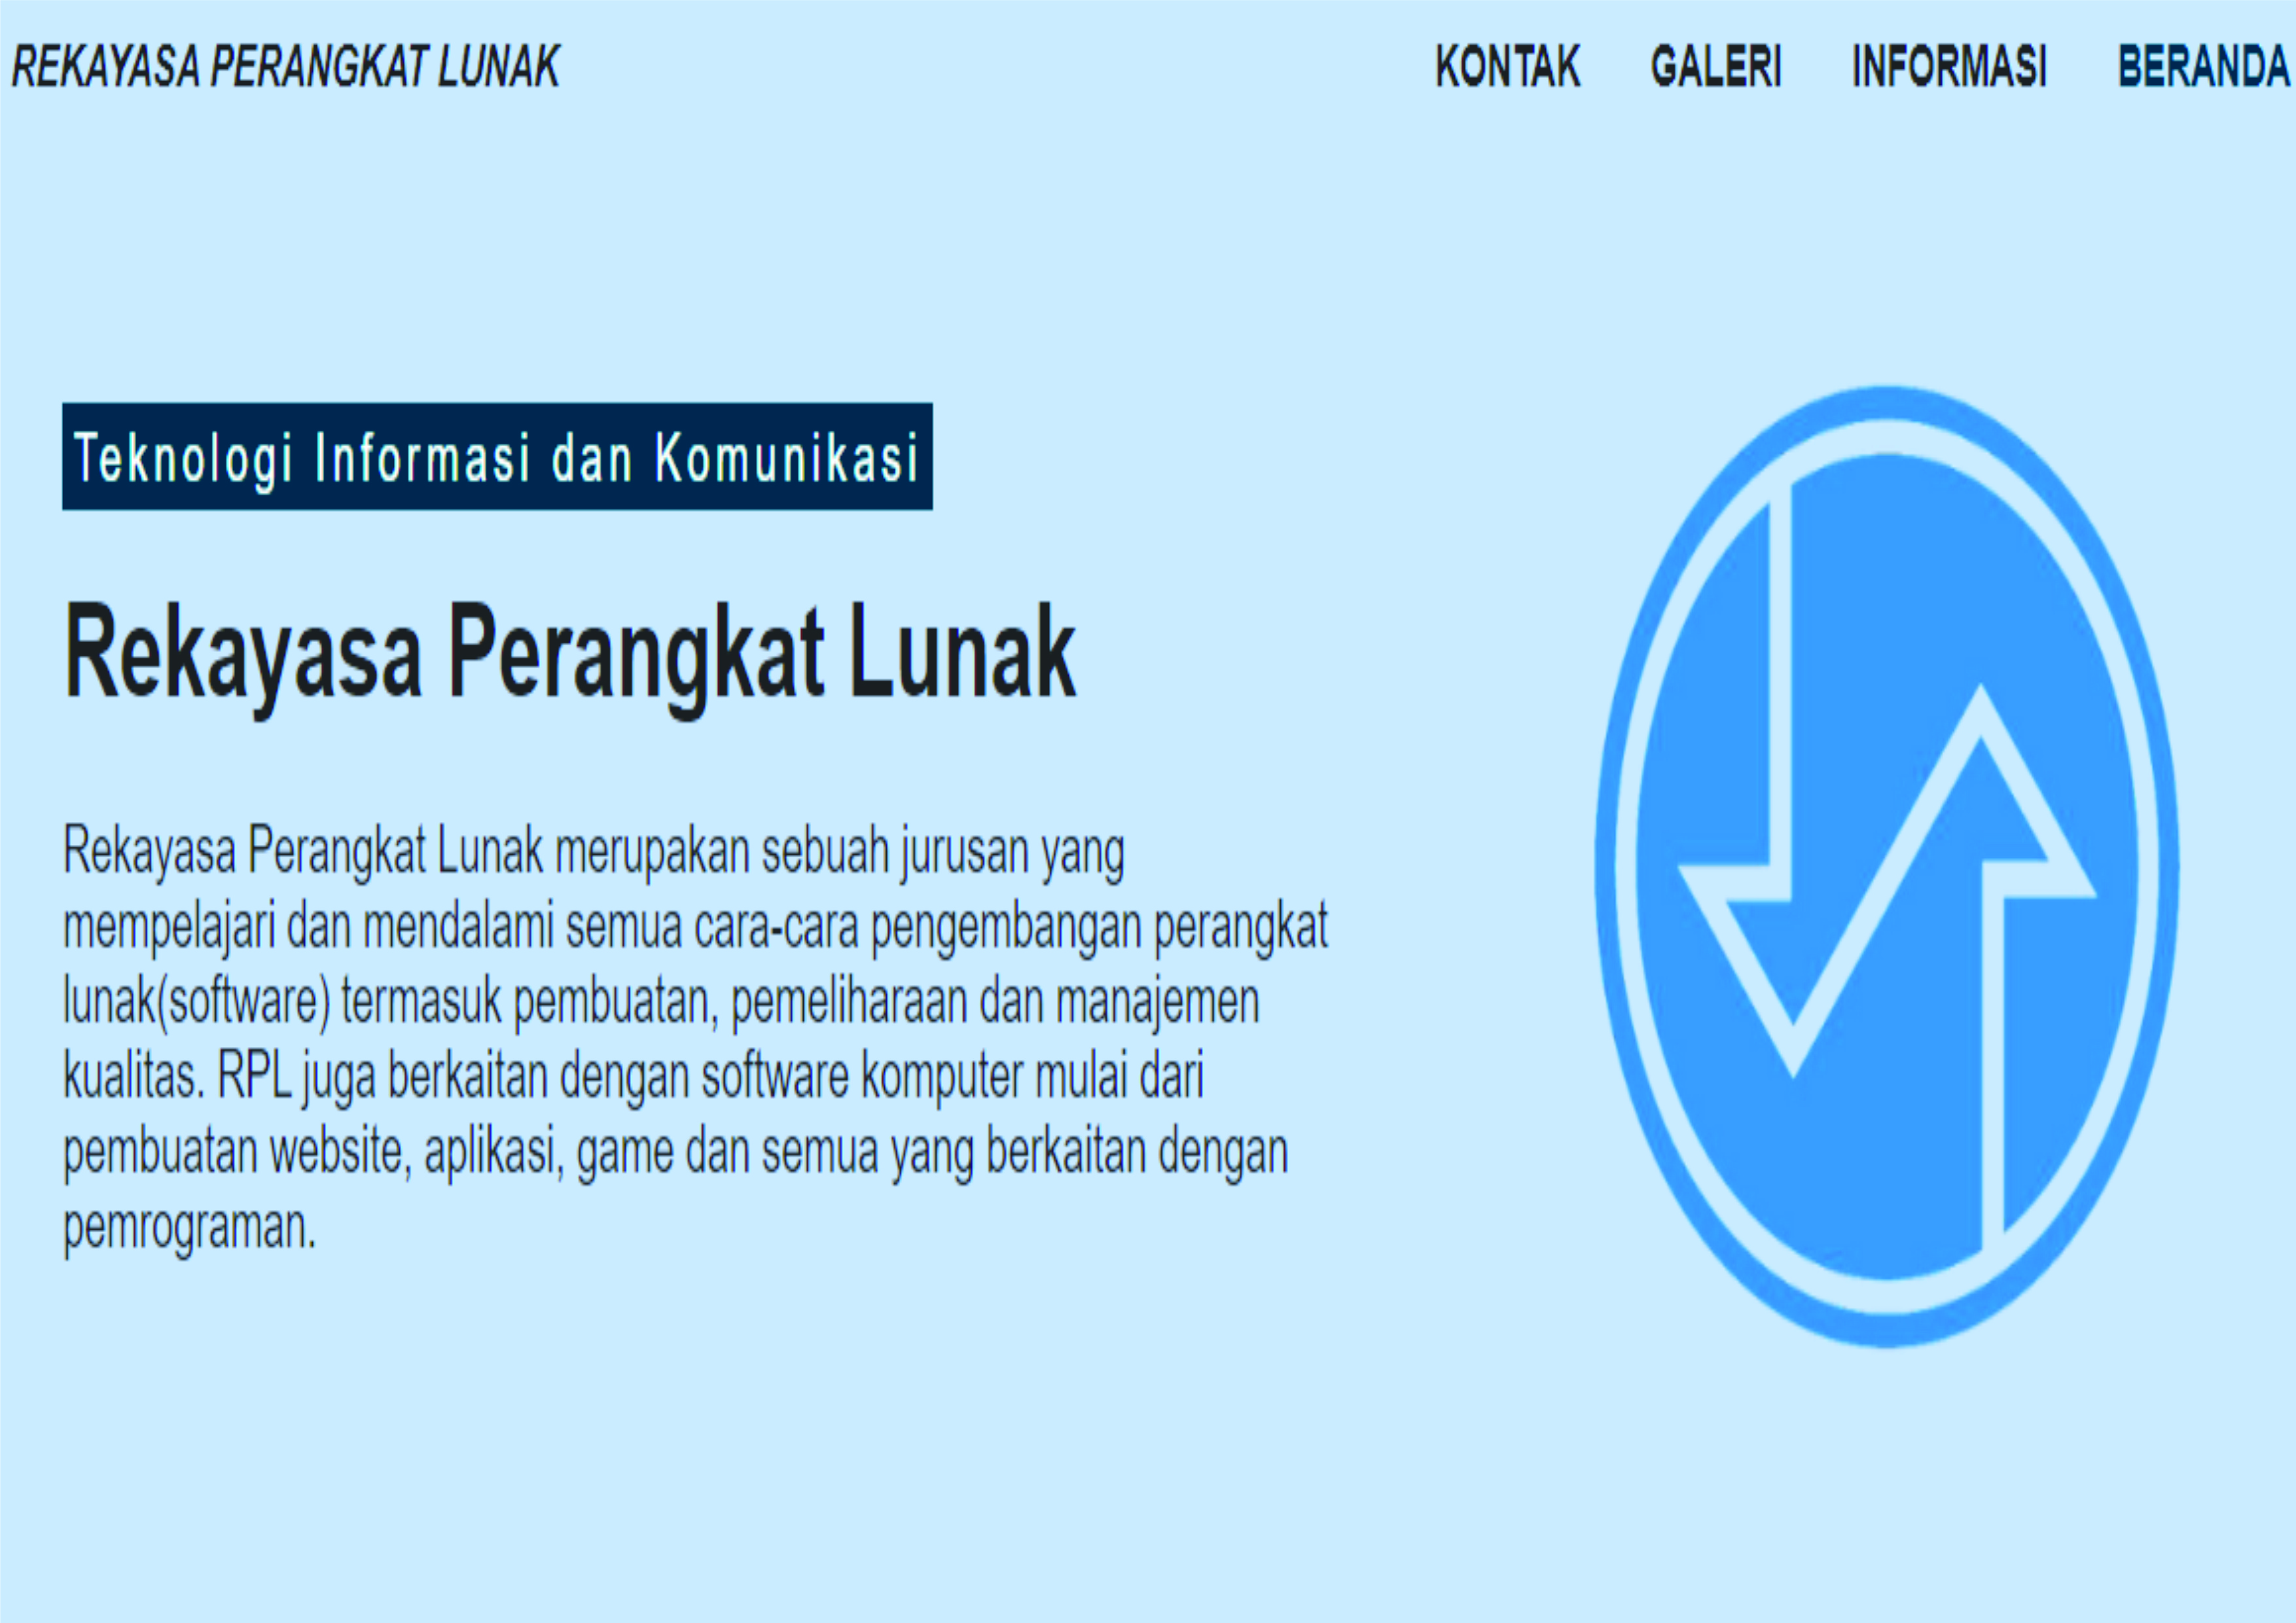 REKAYASA PERANGKAT LUNAK
KONTAK GALERI INFORMASI BERANDA
Teknologi Informasi dan Komunikasi
Rekayasa Perangkat Lunak
Rekayasa Perangkat Lunak merupakan sebuah jurusan yang
mempelajari dan mendalami semua cara-cara pengembangan perangkat
lunak(software) termasuk pembuatan, pemeliharaan dan manajemen
kualitas. RPL juga berkaitan dengan software komputer mulai dari
pembuatan website, aplikasi, game dan semua yang berkaitan dengan
pemrograman.